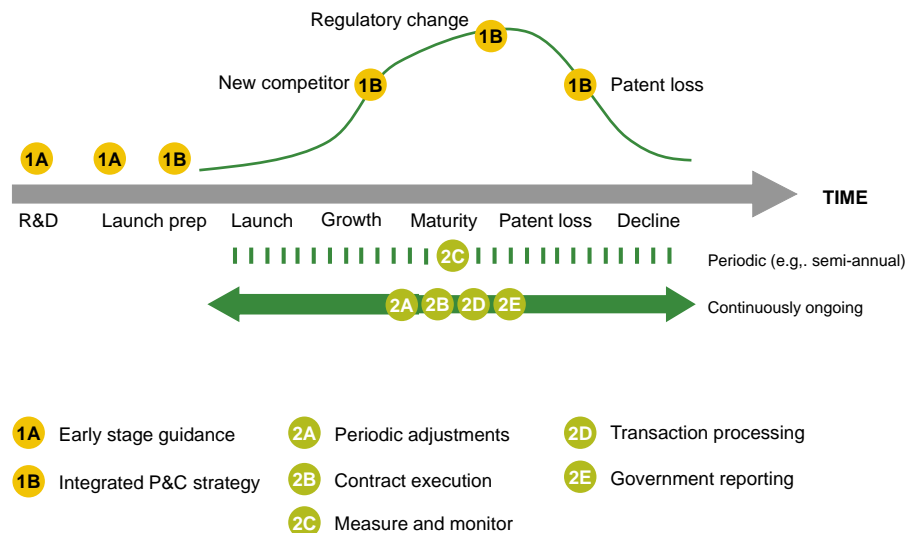 Regulatory change
1B
New competitor
1B
1B
Patent loss
1A
1A
1B
TIME
R&D
Launch prep
Launch
Growth
Maturity
Patent loss
Decline
2C
Periodic (e.g,. semi-annual)
2A
2B
2D
2E
Continuously ongoing
1A Early stage guidance
2A Periodic adjustments
2D Transaction processing
1B Integrated P&C strategy
2B Contract execution
2E Government reporting
2C Measure and monitor